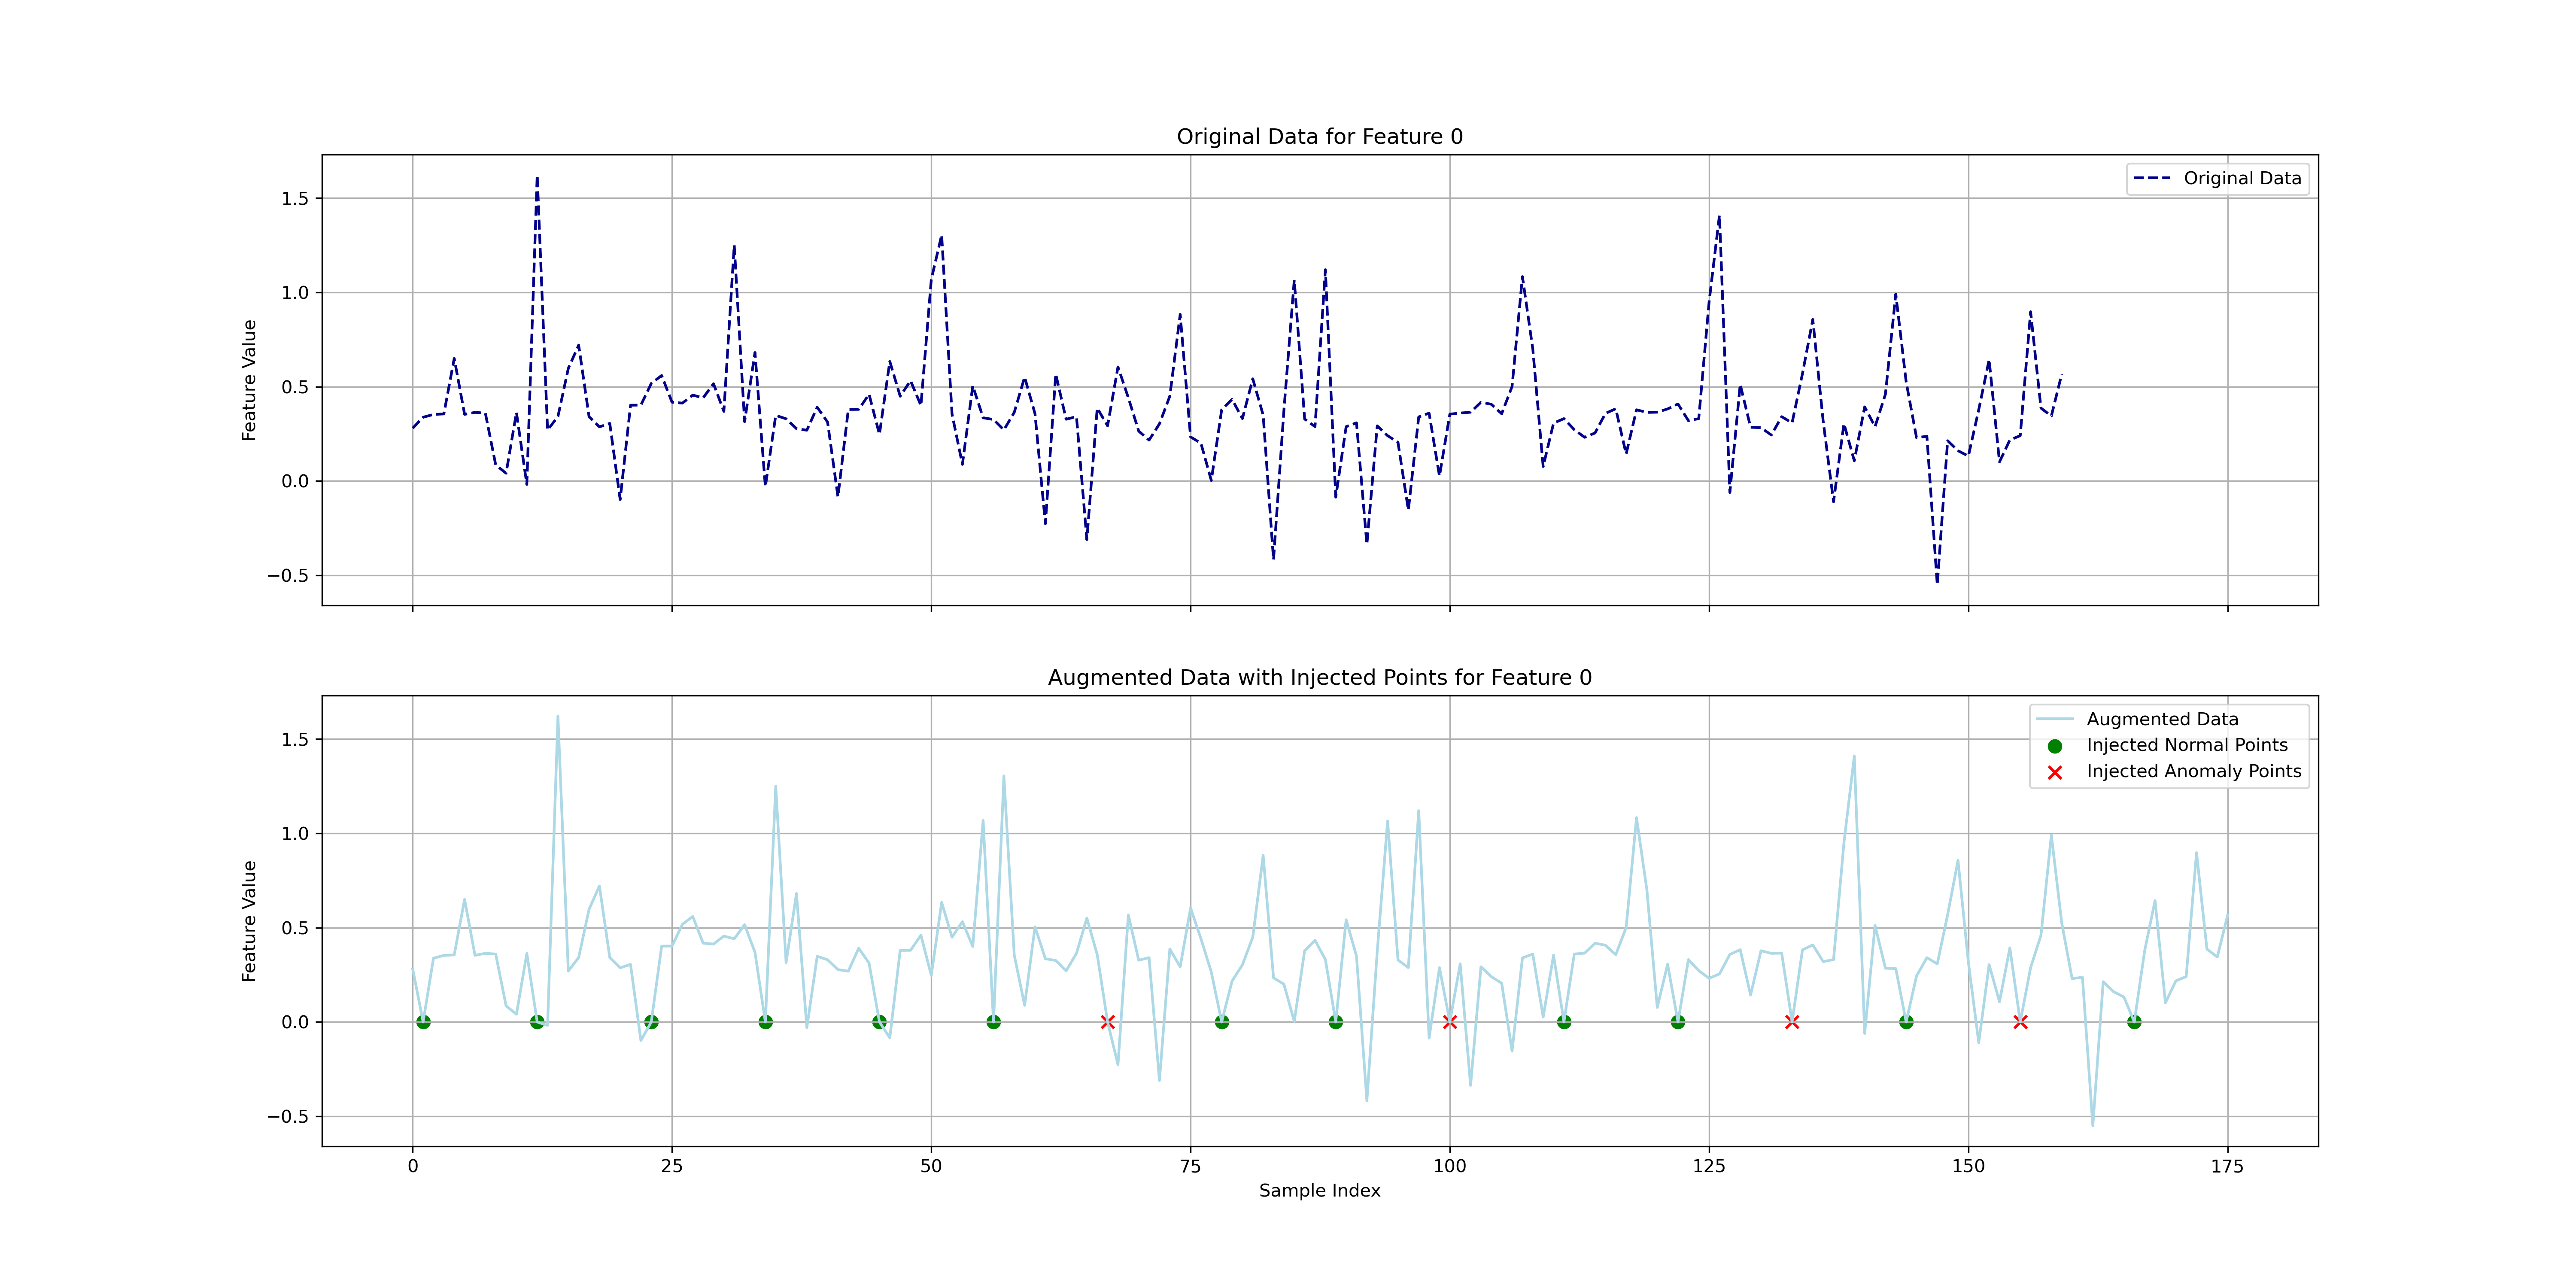 Original Data for Feature 0
Original Data
1.5
1.0
0.5
0.0
−0.5
Feature Value
Augmented Data with Injected Points for Feature 0
Augmented Data
Injected Normal Points
Injected Anomaly Points
1.5
1.0
0.5
0.0
−0.5
Feature Value
0 25 50 75 100 125 150 175
Sample Index